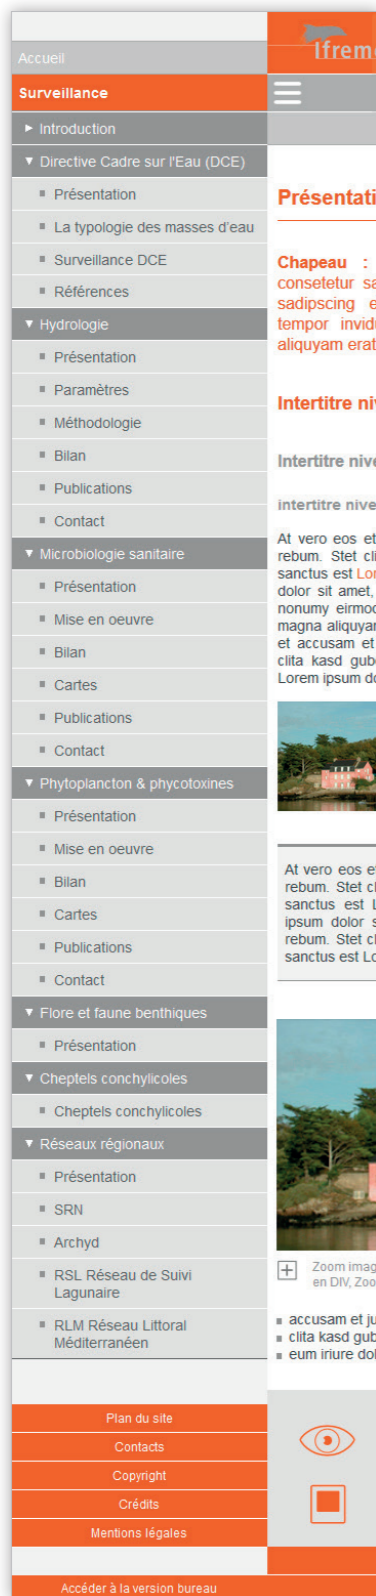 Accueil
Surveillance
► Introduction
▼ Directive Cadre sur l'Eau (DCE)
Présentation
La typologie des masses d'eau
Surveillance DCE
Références
▼ Hydrologie
Présentation
Paramètres
Méthodologie
Bilan
Publications
Contact
▼ Microbiologie sanitaire
Présentation
Mise en oeuvre
Bilan
Cartes
Publications
Contact
▼ Phytoplancton & phycotoxines
Présentation
Mise en oeuvre
Bilan
Cartes
Publications
Contact
▼ Flore et faune benthiques
Présentation
▼ Cheptels conchylicoles
Cheptels conchylicoles
▼ Réseaux régionaux
Présentation
SRN
Archyd
RSL Réseau de Suivi
Lagunaire
RLM Réseau Littoral
Méditerranéen
Plan du site
Contacts
Copyright
Crédits
Mentions légales
Accéder à la version bureau
Ifreme
Présentati
Chapeau :
consetetur sa
sadipscing e
tempor invidu
aliquyam erat
Intertitre niv
Intertitre nive
intertitre nive
At vero eos et
rebum. Stet cli
sanctus est Lor
dolor sit amet,
nonumy eirmod
magna aliquyan
et accusam et
clita kasd gube
Lorem ipsum do
At vero eos et
rebum. Stet cl
sanctus est L
ipsum dolor s
rebum. Stet cl
sanctus est Lo
Zoom imag
en DIV, Zoo
accusam et ju
clita kasd gub
eum iriure dol